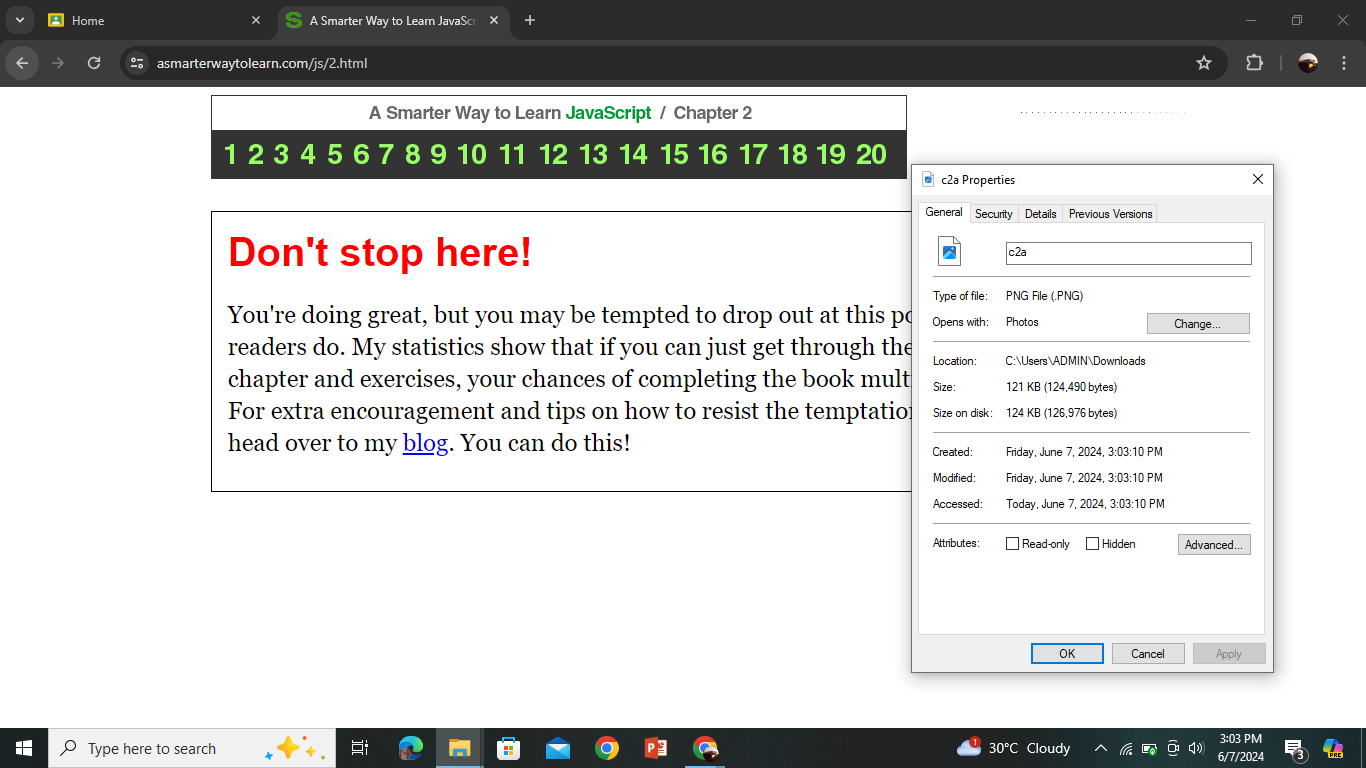 Home
A Smarter Way to Learn JavaScr
asmarterwaytolearn.com/js/2.html
A Smarter Way to Learn JavaScript / Chapter 2
1 2 3 4 5 6 7 8 9 10 11 12 13 14 15 16 17 18 19 20
Don't stop here!
You're doing great, but you may be tempted to drop out at this po
readers do. My statistics show that if you can just get through the
chapter and exercises, your chances of completing the book mult
For extra encouragement and tips on how to resist the temptation
head over to my blog. You can do this!
c2a Properties
General Security Details Previous Versions
c2a
Type of file: PNG File (.PNG)
Opens with: Photos Change...
Location: C:\Users\ADMIN\Downloads
Size: 121 KB (124,490 bytes)
Size on disk: 124 KB (126,976 bytes)
Created: Friday, June 7, 2024, 3:03:10 PM
Modified: Friday, June 7, 2024, 3:03:10 PM
Accessed: Today, June 7, 2024, 3:03:10 PM
Attributes: Read-only Hidden Advanced...
OK Cancel Apply
Type here to search
1
30°C Cloudy
3:03 PM
6/7/2024
3
PRE